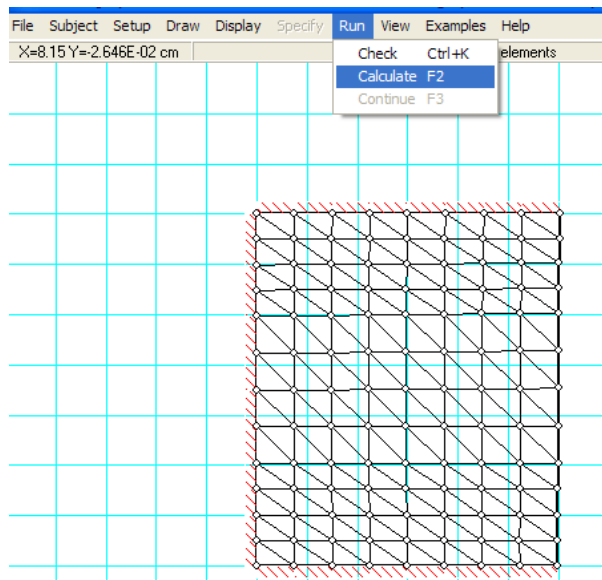 File Subject Setup Draw Display Specify Run View Examples Help
X=8.15 Y=-2.646E-02 cm elements
Check Ctrl+K
Calculate F2
Continue F3